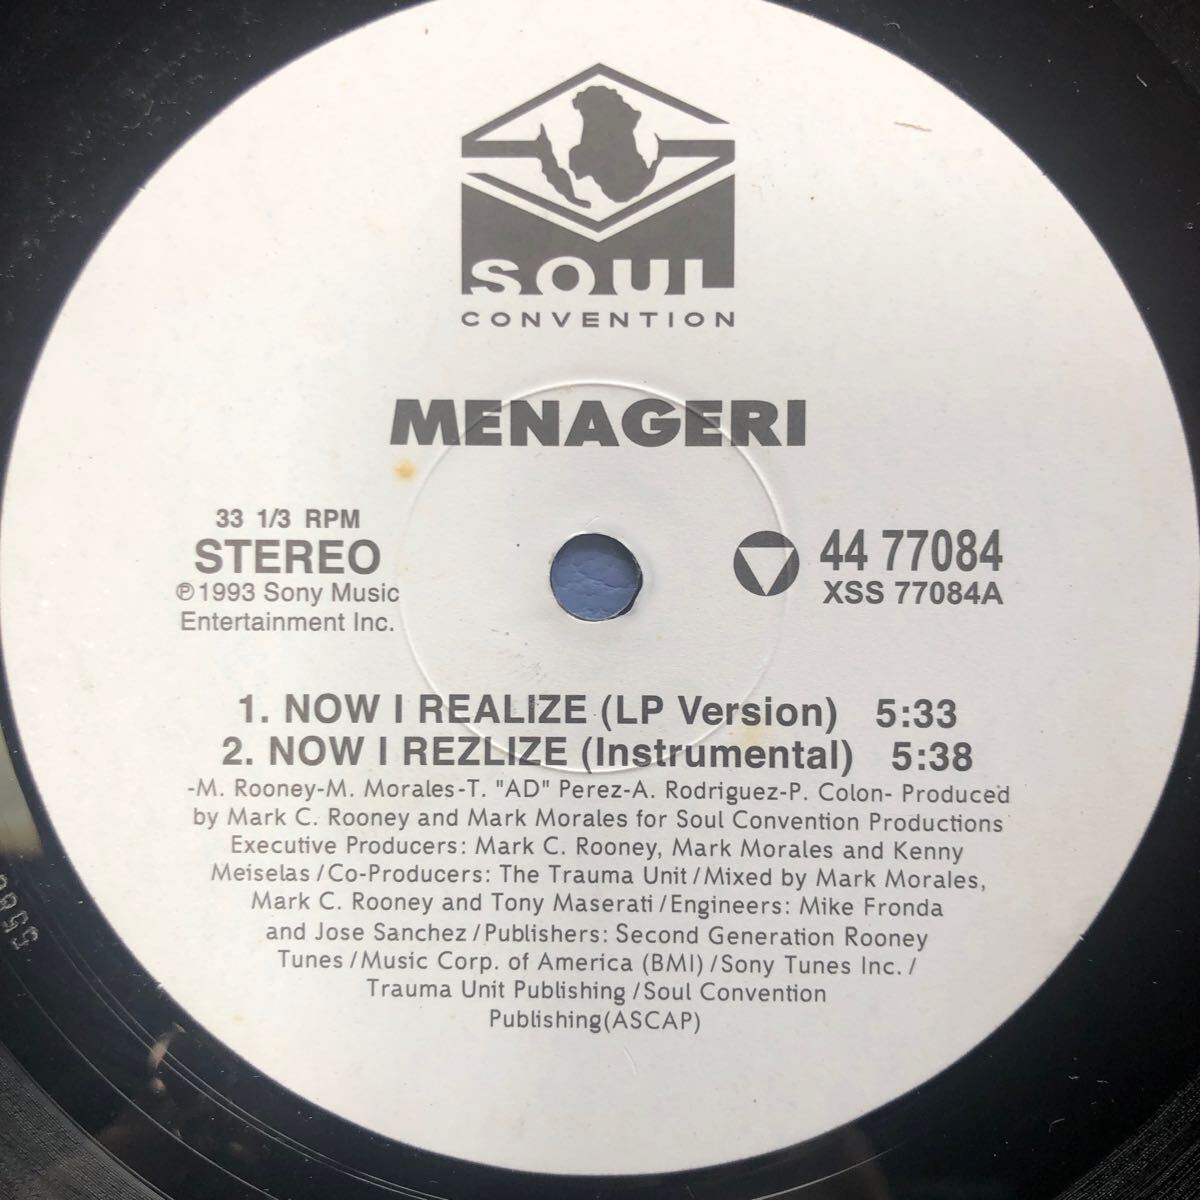 SOUL
CONVENTION
MENAGERI
33 1/3 RPM
STEREO
℗1993 Sony Music
Entertainment Inc.
44 77084
XSS 77084A
1. NOW I REALIZE (LP Version) 5:33
2. NOW I REZLIZE (Instrumental) 5:38
-M. Rooney-M. Morales-T. "AD" Perez-A. Rodriguez-P. Colon- Produced
by Mark C. Rooney and Mark Morales for Soul Convention Productions
Executive Producers: Mark C. Rooney, Mark Morales and Kenny
Meiselas/Co-Producers: The Trauma Unit/Mixed by Mark Morales,
Mark C. Rooney and Tony Maserati/Engineers: Mike Fronda
and Jose Sanchez/Publishers: Second Generation Rooney
Tunes/Music Corp. of America (BMI)/Sony Tunes Inc./
Trauma Unit Publishing/Soul Convention
Publishing(ASCAP)